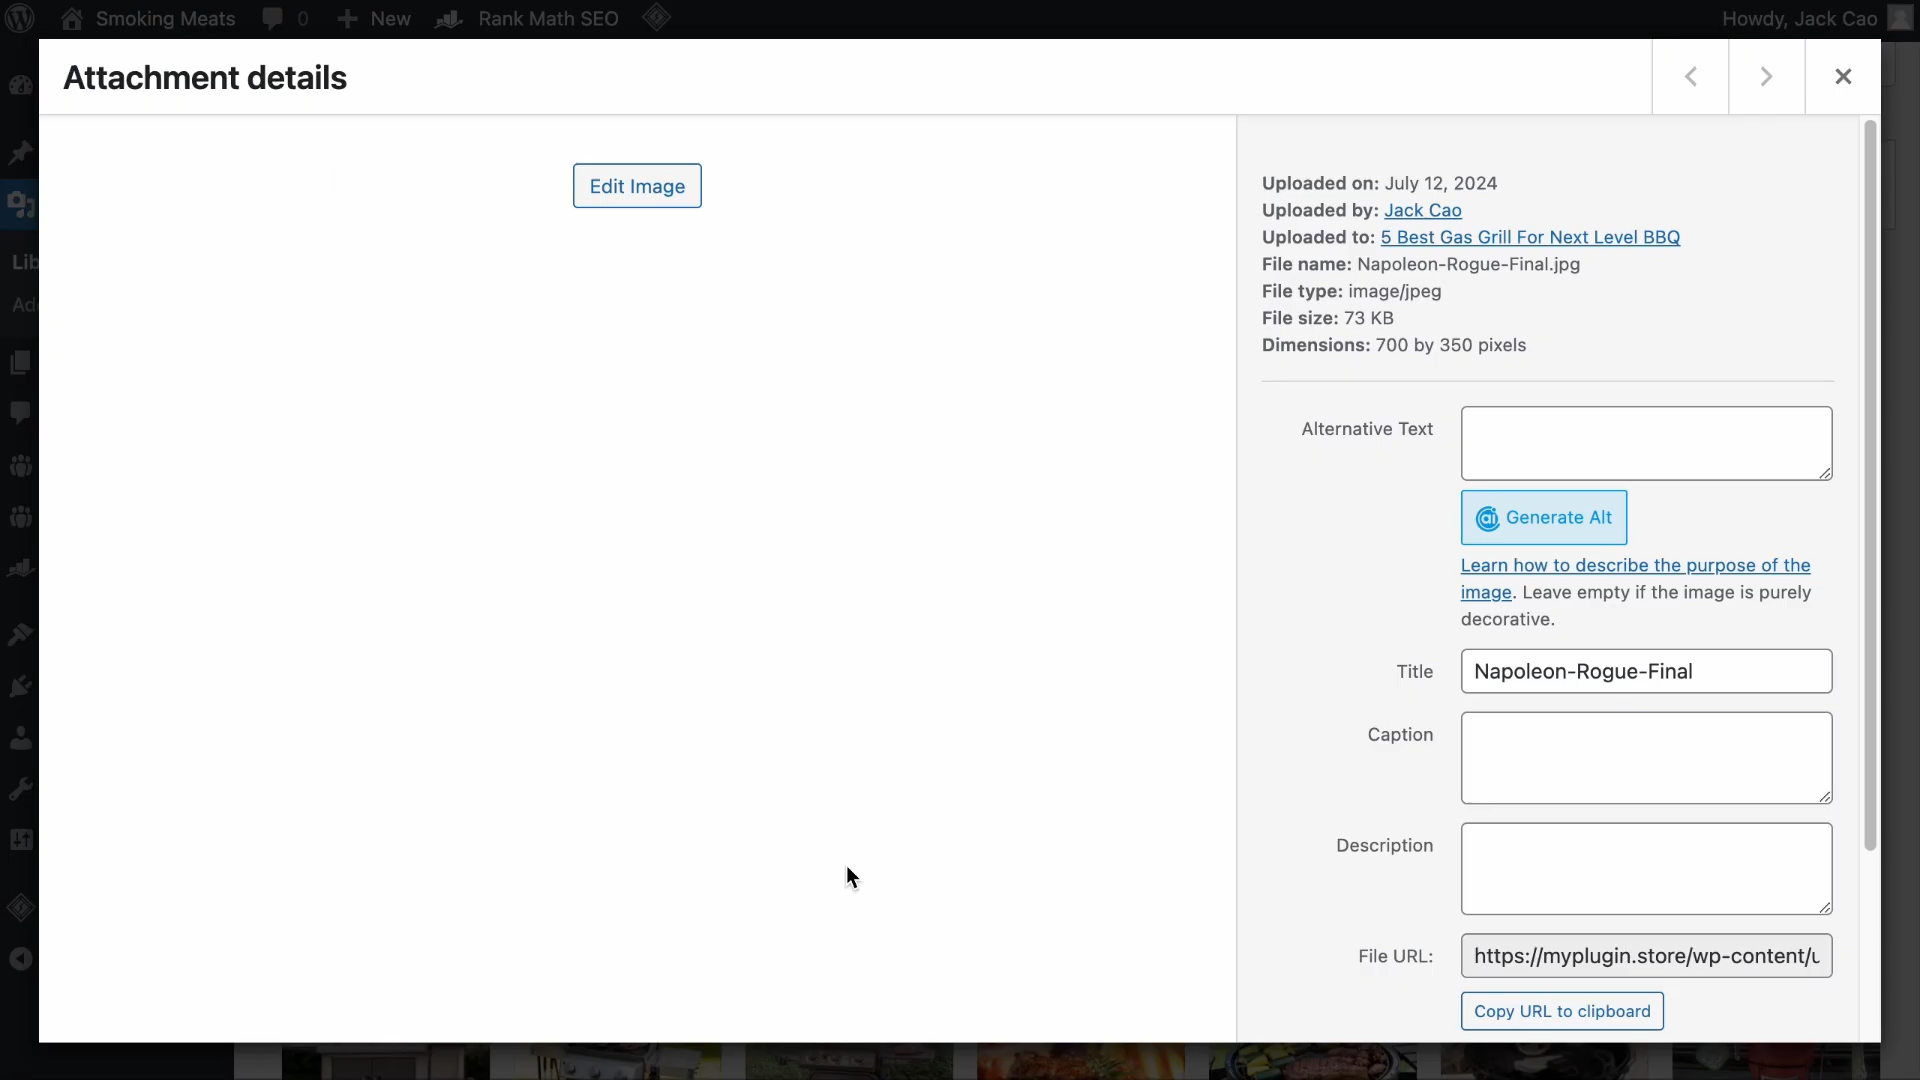 Smoking Meats 0 New Rank Math SEO Howdy, Jack Cao
Attachment details
Edit Image
Uploaded on: July 12, 2024
Uploaded by: Jack Cao
Uploaded to: 5 Best Gas Grill For Next Level BBQ
File name: Napoleon-Rogue-Final.jpg
File type: image/jpeg
File size: 73 KB
Dimensions: 700 by 350 pixels
Alternative Text
Generate Alt
Learn how to describe the purpose of the
image. Leave empty if the image is purely
decorative.
Title Napoleon-Rogue-Final
Caption
Description
File URL: https://myplugin.store/wp-content/u
Copy URL to clipboard
Lib
Ad